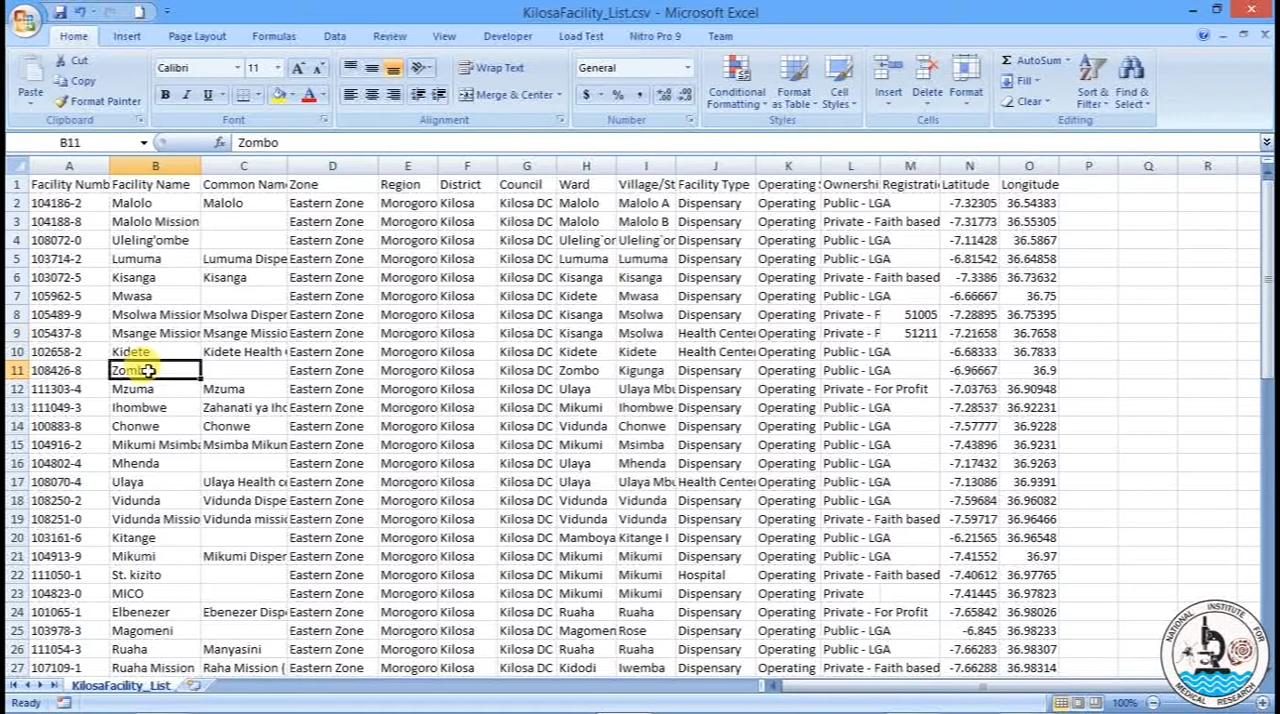 KilosaFacility_List.csv - Microsoft Excel
Home Insert Page Layout Formulas Data Review View Developer Load Test Nitro Pro 9 Team
Cut
Copy
Paste
Format Painter
Clipboard
Calibri 11
B I U
Font
Wrap Text
Merge & Center
Alignment
General
$ % ,
Number
Conditional Formatting
Format as Table
Cell Styles
Styles
Insert Delete Format
Cells
AutoSum
Fill
Clear
Sort & Filter
Find & Select
Editing
B11 fx Zombo
A B C D E F G H I J K L M N O P Q R
1 Facility Numb Facility Name Common Name Zone Region District Council Ward Village/St Facility Type Operating S Ownershi Registrati Latitude Longitude
2 104186-2 Malolo Malolo Eastern Zone Morogoro Kilosa Kilosa DC Malolo Malolo A Dispensary Operating Public - LGA -7.32305 36.54383
3 104188-8 Malolo Mission Eastern Zone Morogoro Kilosa Kilosa DC Malolo Malolo B Dispensary Operating Private - Faith based -7.31773 36.55305
4 108072-0 Uleling'ombe Eastern Zone Morogoro Kilosa Kilosa DC Uleling`or Uleling`or Dispensary Operating Public - LGA -7.11428 36.5867
5 103714-2 Lumuma Lumuma Dispe Eastern Zone Morogoro Kilosa Kilosa DC Lumuma Lumuma Dispensary Operating Public - LGA -6.81542 36.64858
6 103072-5 Kisanga Kisanga Eastern Zone Morogoro Kilosa Kilosa DC Kisanga Kisanga Dispensary Operating Private - Faith based -7.3386 36.73632
7 105962-5 Mwasa Eastern Zone Morogoro Kilosa Kilosa DC Kidete Mwasa Dispensary Operating Public - LGA -6.66667 36.75
8 105489-9 Msolwa Mission Msolwa Disper Eastern Zone Morogoro Kilosa Kilosa DC Kisanga Msolwa Dispensary Operating Private - F 51005 -7.28895 36.75395
9 105437-8 Msange Mission Msange Missio Eastern Zone Morogoro Kilosa Kilosa DC Kisanga Msolwa Health Center Operating Private - F 51211 -7.21658 36.7658
10 102658-2 Kidete Kidete Health Eastern Zone Morogoro Kilosa Kilosa DC Kidete Kidete Health Center Operating Public - LGA -6.68333 36.7833
11 108426-8 Zombo Eastern Zone Morogoro Kilosa Kilosa DC Zombo Kigunga Dispensary Operating Public - LGA -6.96667 36.9
12 111303-4 Mzuma Mzuma Eastern Zone Morogoro Kilosa Kilosa DC Ulaya Ulaya Mbu Dispensary Operating Private - For Profit -7.03763 36.90948
13 111049-3 Ihombwe Zahanati ya Iho Eastern Zone Morogoro Kilosa Kilosa DC Mikumi Ihombwe Dispensary Operating Public - LGA -7.28537 36.92231
14 100883-8 Chonwe Chonwe Eastern Zone Morogoro Kilosa Kilosa DC Vidunda Chonwe Dispensary Operating Public - LGA -7.57777 36.9228
15 104916-2 Mikumi Msimba Msimba Mikum Eastern Zone Morogoro Kilosa Kilosa DC Mikumi Msimba Dispensary Operating Public - LGA -7.43896 36.9231
16 104802-4 Mhenda Eastern Zone Morogoro Kilosa Kilosa DC Ulaya Mhenda Dispensary Operating Public - LGA -7.17432 36.9263
17 108070-4 Ulaya Ulaya Health ce Eastern Zone Morogoro Kilosa Kilosa DC Ulaya Ulaya Mbu Health Center Operating Public - LGA -7.13086 36.9391
18 108250-2 Vidunda Vidunda Dispe Eastern Zone Morogoro Kilosa Kilosa DC Vidunda Vidunda Dispensary Operating Public - LGA -7.59684 36.96082
19 108251-0 Vidunda Missio Vidunda missio Eastern Zone Morogoro Kilosa Kilosa DC Vidunda Vidunda Dispensary Operating Private - Faith based -7.59717 36.96466
20 103161-6 Kitange Eastern Zone Morogoro Kilosa Kilosa DC Mamboya Kitange I Dispensary Operating Public - LGA -6.21565 36.96548
21 104913-9 Mikumi Mikumi Disper Eastern Zone Morogoro Kilosa Kilosa DC Mikumi Mikumi Dispensary Operating Public - LGA -7.41552 36.97
22 111050-1 St. kizito Eastern Zone Morogoro Kilosa Kilosa DC Mikumi Mikumi Hospital Operating Private - Faith based -7.40612 36.97765
23 104823-0 MICO Eastern Zone Morogoro Kilosa Kilosa DC Mikumi Mikumi Dispensary Operating Private -7.41445 36.97823
24 101065-1 Elbenezer Ebenezer Disp Eastern Zone Morogoro Kilosa Kilosa DC Ruaha Ruaha Dispensary Operating Private - For Profit -7.65842 36.98026
25 103978-3 Magomeni Eastern Zone Morogoro Kilosa Kilosa DC Magomen Rose Dispensary Operating Public - LGA -6.845 36.98233
26 111054-3 Ruaha Manyasini Eastern Zone Morogoro Kilosa Kilosa DC Ruaha Ruaha Dispensary Operating Public - LGA -7.66283 36.98307
27 107109-1 Ruaha Mission Raha Mission ( Eastern Zone Morogoro Kilosa Kilosa DC Kidodi Iwemba Dispensary Operating Private - Faith based -7.66288 36.98314
KilosaFacility_List
Ready 100%
NATIONAL INSTITUTE FOR MEDICAL RESEARCH